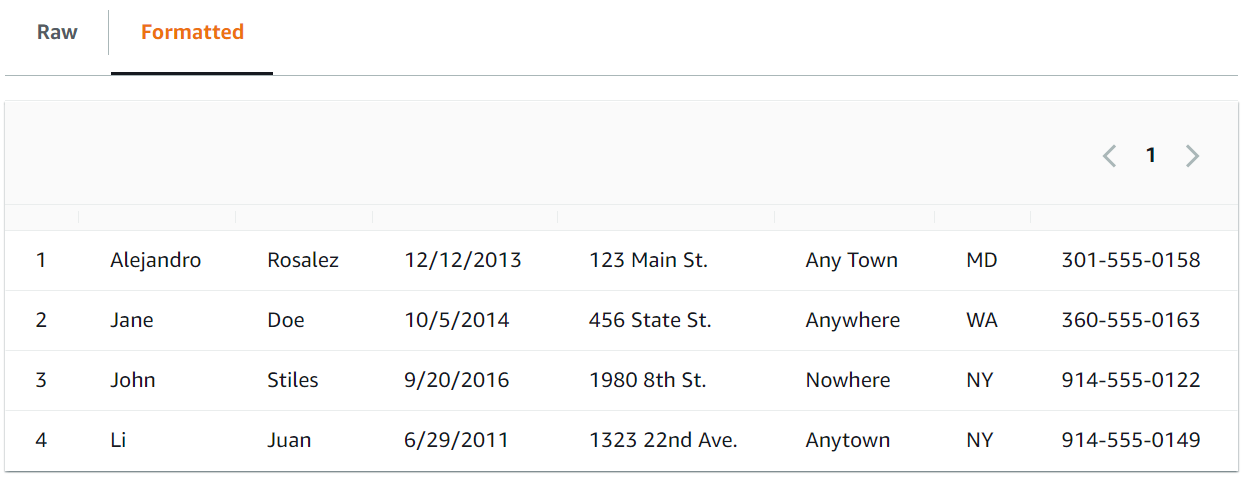 Raw Formatted
1
1 Alejandro Rosalez 12/12/2013 123 Main St. Any Town MD 301-555-0158
2 Jane Doe 10/5/2014 456 State St. Anywhere WA 360-555-0163
3 John Stiles 9/20/2016 1980 8th St. Nowhere NY 914-555-0122
4 Li Juan 6/29/2011 1323 22nd Ave. Anytown NY 914-555-0149